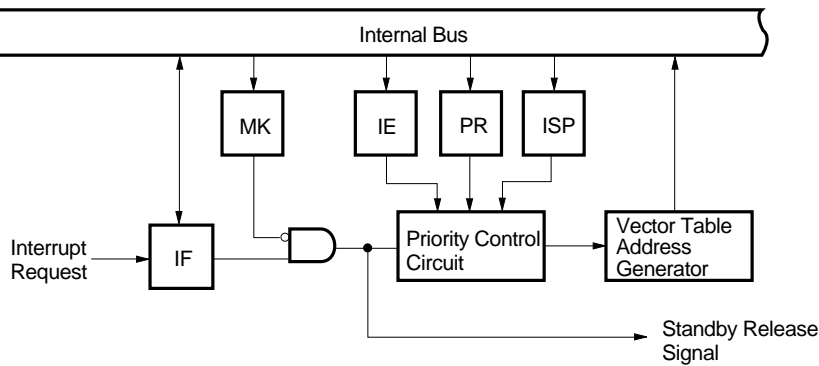 Internal Bus
MK
IE
PR
ISP
Interrupt
Request
IF
Priority Control
Circuit
Vector Table
Address
Generator
Standby Release
Signal